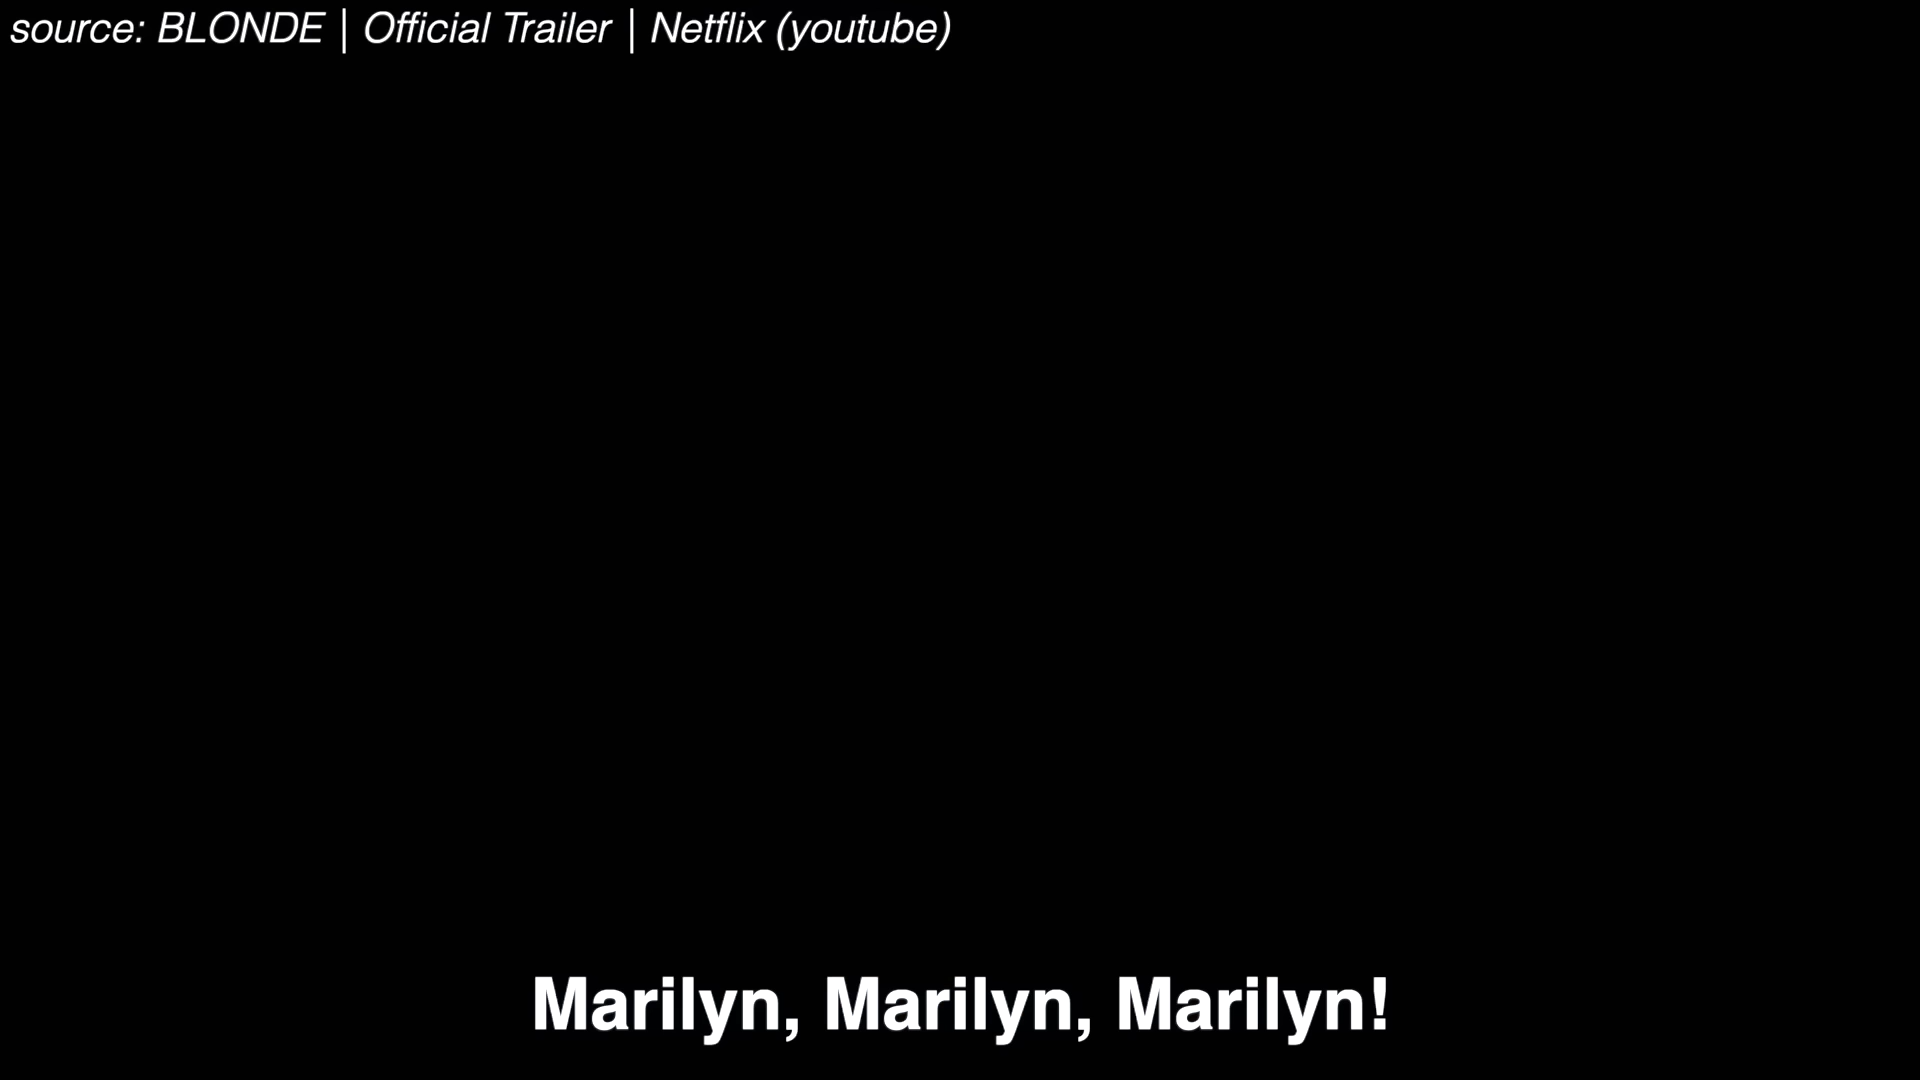 source: BLONDE | Official Trailer | Netflix (youtube)
Marilyn, Marilyn, Marilyn!